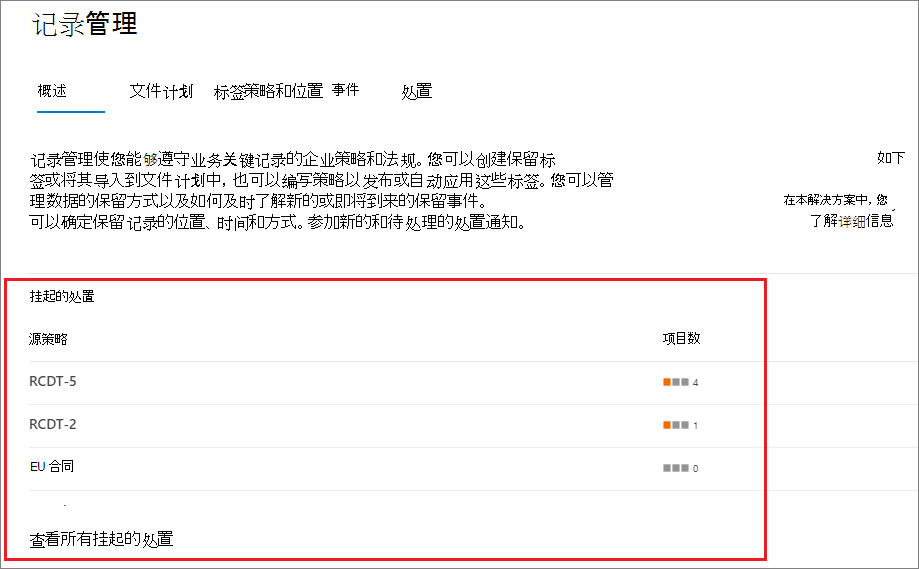 记录管理
概述 文件计划 标签策略和位置 事件 处置
记录管理使您能够遵守业务关键记录的企业策略和法规。您可以创建保留标
签或将其导入到文件计划中，也可以编写策略以发布或自动应用这些标签。您可以管
理数据的保留方式以及如何及时了解新的或即将到来的保留事件。
可以确定保留记录的位置、时间和方式。参加新的和待处理的处置通知。
如下
在本解决方案中，您
了解详细信息
挂起的处置
源策略 项目数
RCDT-5 4
RCDT-2 1
EU 合同 0
查看所有挂起的处置